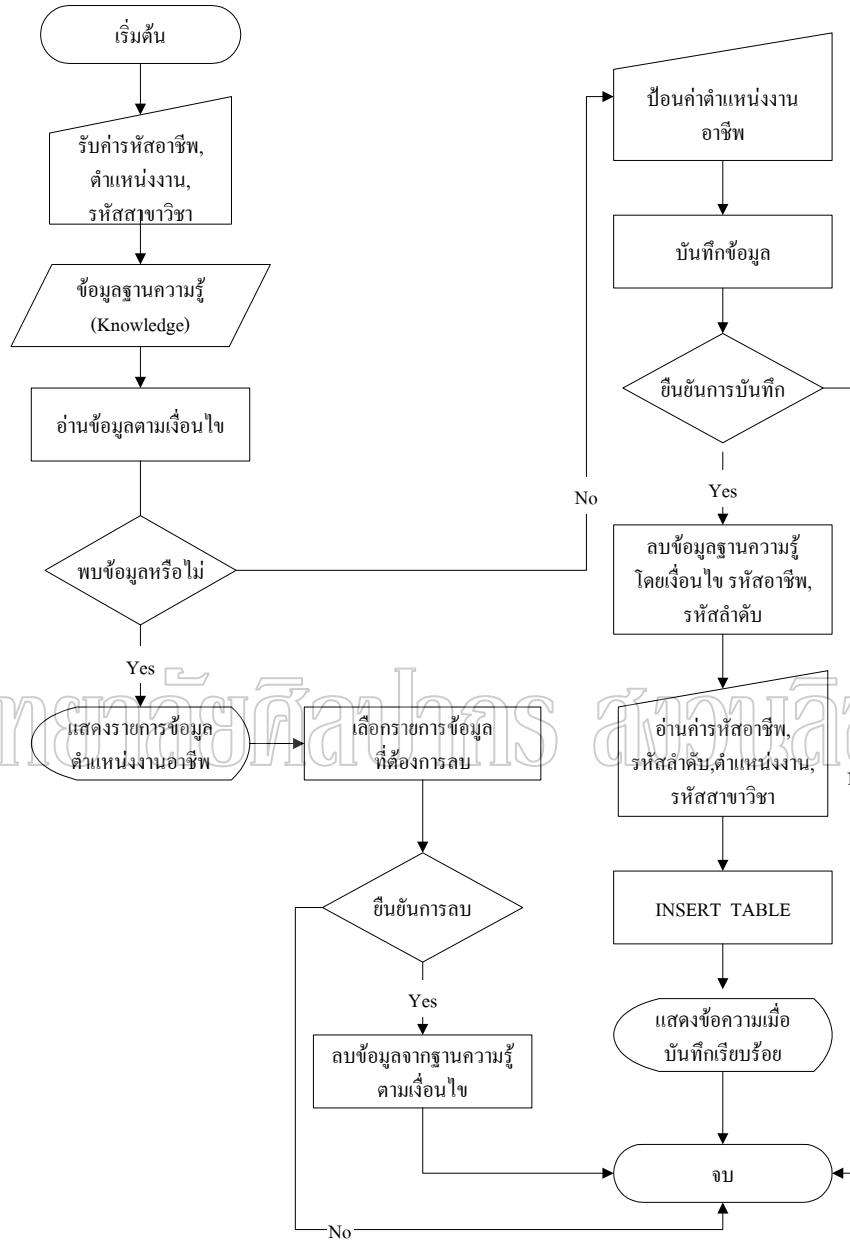 เริ่มต้น
รับค่ารหัสอาชีพ,
ตำแหน่งงาน,
รหัสสาขาวิชา
ข้อมูลฐานความรู้
(Knowledge)
อ่านข้อมูลตามเงื่อนไข
พบข้อมูลหรือไม่
No
Yes
แสดงรายการข้อมูล
ตำแหน่งงานอาชีพ
เลือกรายการข้อมูล
ที่ต้องการลบ
ยืนยันการลบ
Yes
ลบข้อมูลจากฐานความรู้
ตามเงื่อนไข
No
ป้อนค่าตำแหน่งงาน
อาชีพ
บันทึกข้อมูล
ยืนยันการบันทึก
Yes
ลบข้อมูลฐานความรู้
โดยเงื่อนไข รหัสอาชีพ,
รหัสลำดับ
อ่านค่ารหัสอาชีพ,
รหัสลำดับ,ตำแหน่งงาน,
รหัสสาขาวิชา
INSERT TABLE
แสดงข้อความเมื่อ
บันทึกเรียบร้อย
จบ
ทยาลัยศิลปากร